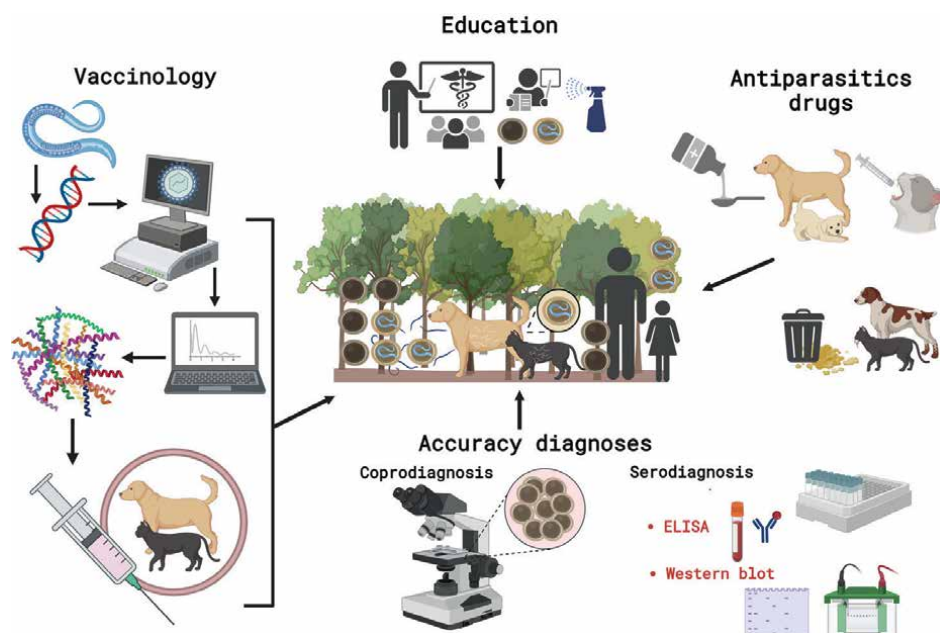 Education
Vaccinology
Antiparasitics
drugs
Accuracy diagnoses
Coprodiagnosis
Serodiagnosis
• ELISA
• Western blot